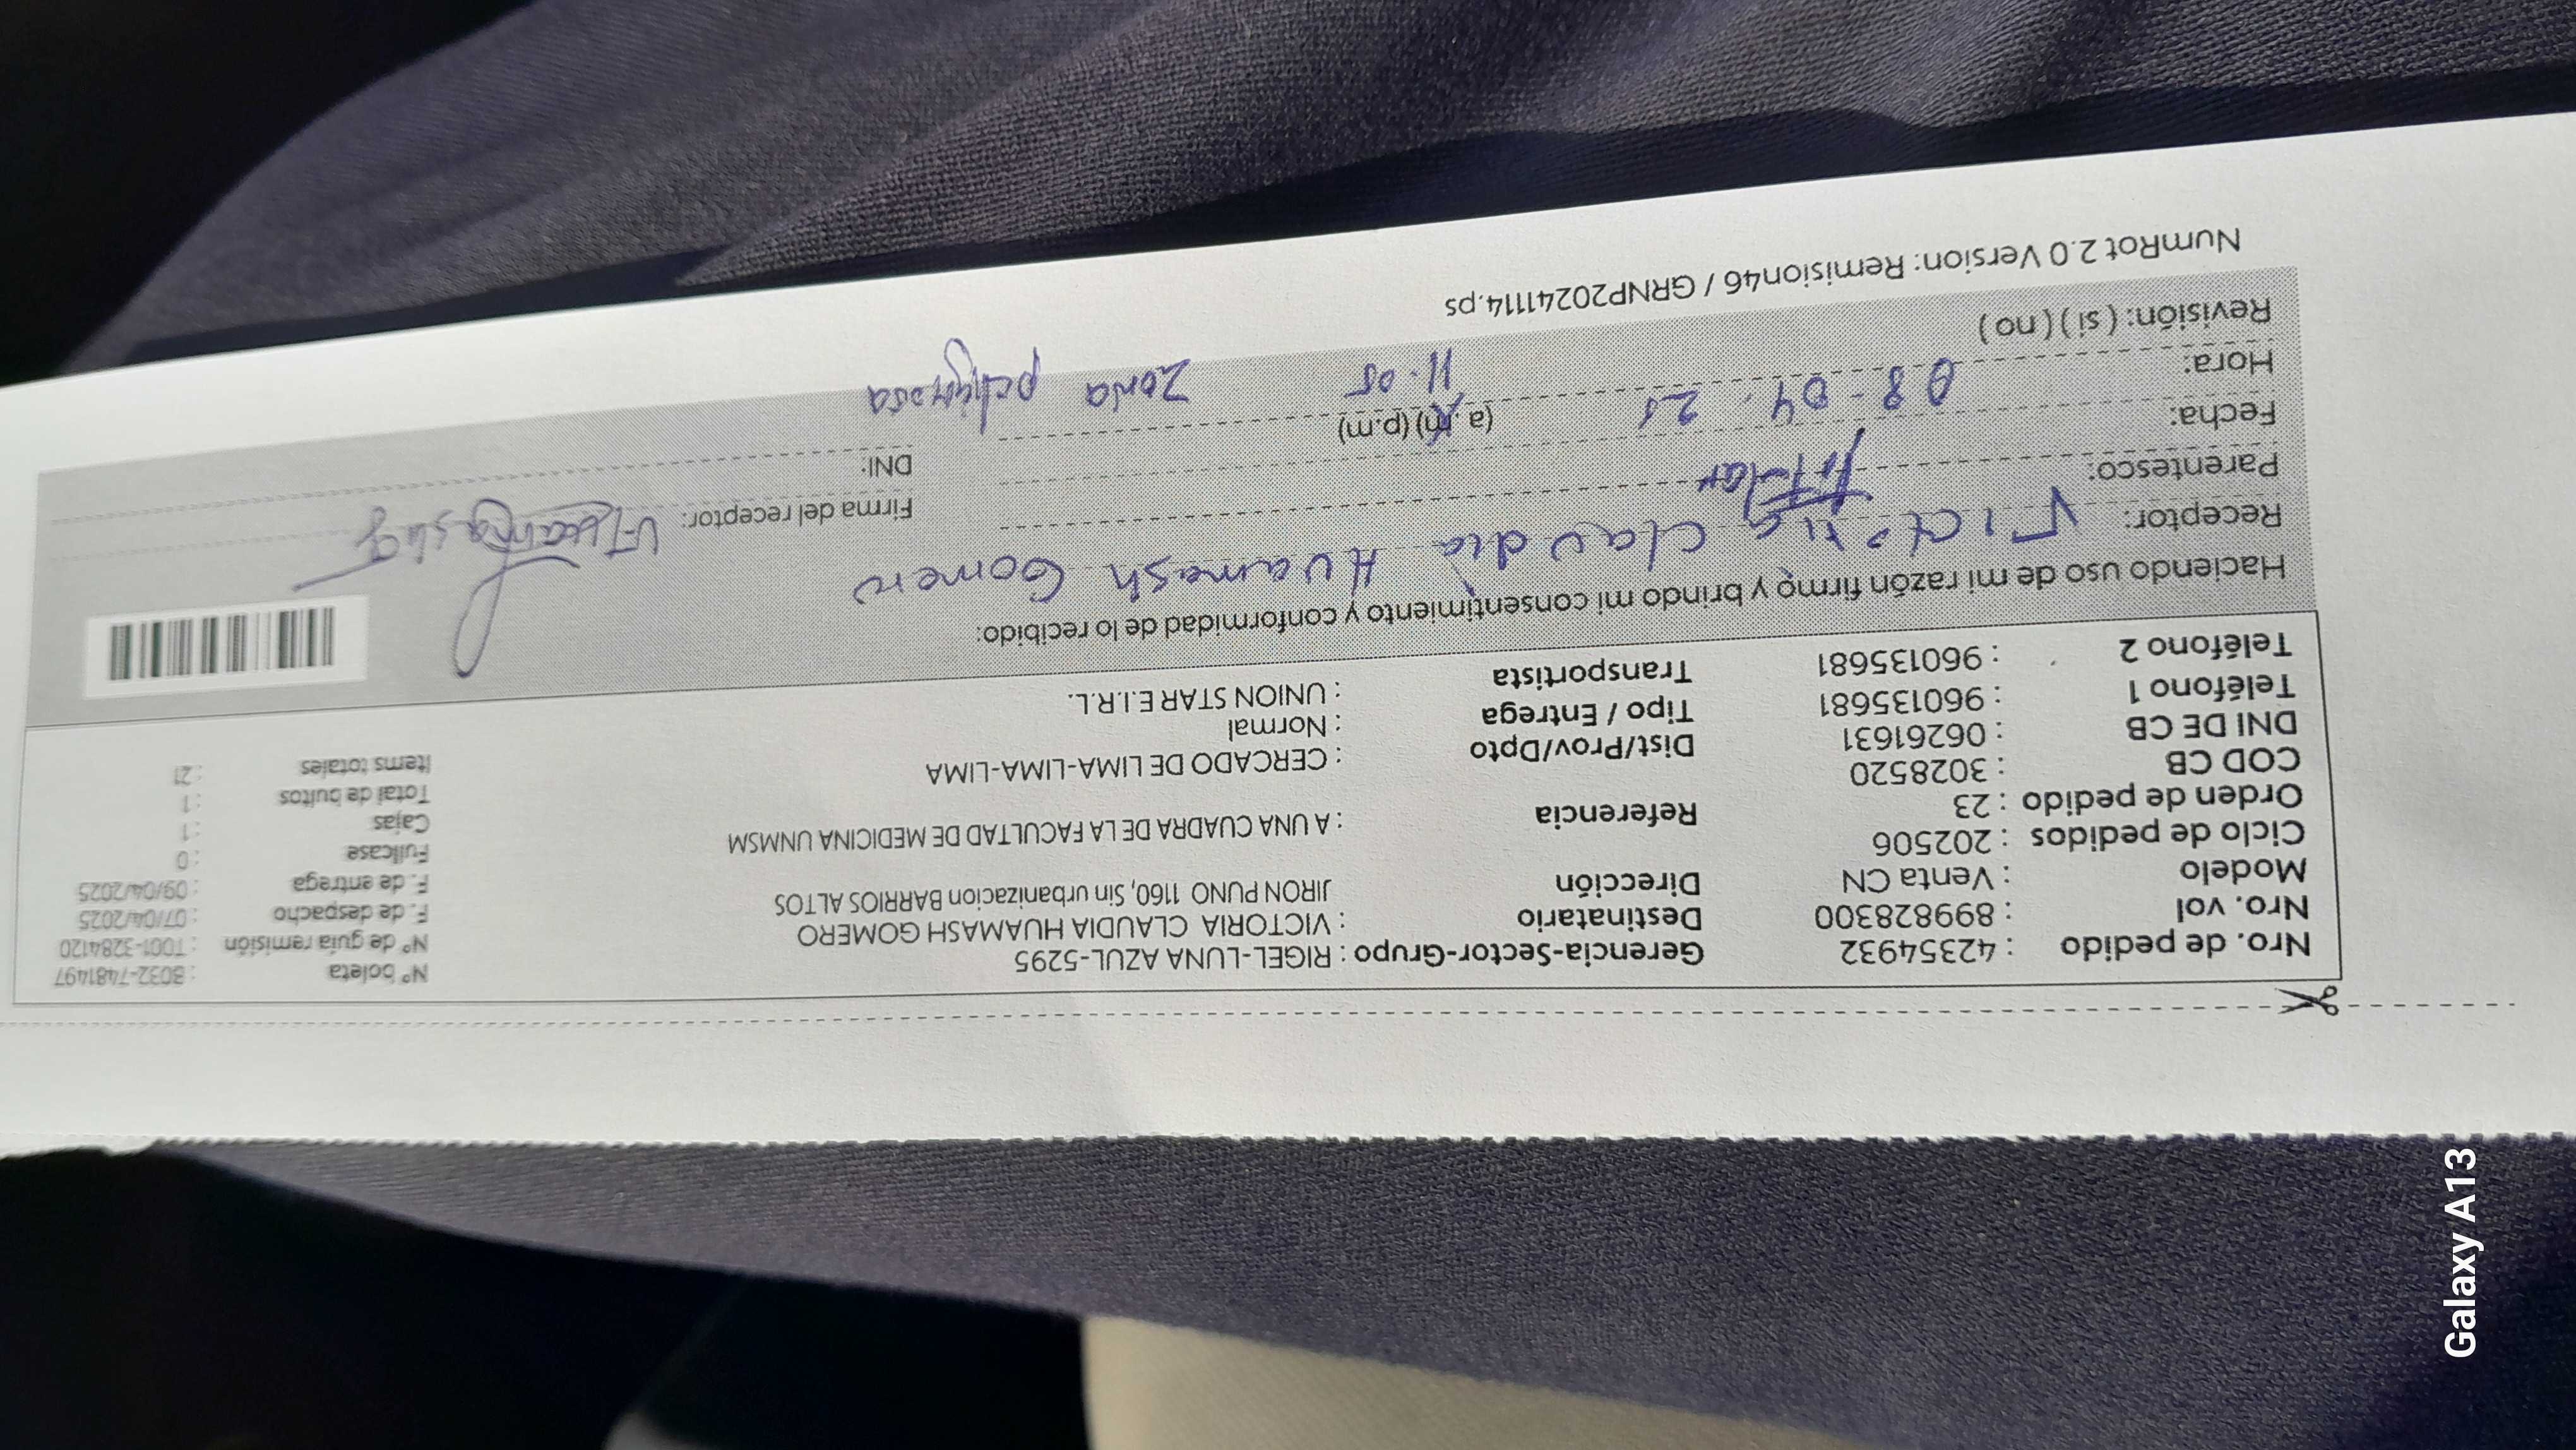 Nro. de pedido : 42354932 Gerencia-Sector-Grupo : RIGEL-LUNA AZUL-5295 N° boleta : B032-7481497
Nro. vol : 899828300 Destinatario : VICTORIA CLAUDIA HUAMASH GOMERO N° de guia remisión : T001-3284120
Modelo : Venta CN Dirección JIRON PUNO 1160, Sin urbanizacion BARRIOS ALTOS F. de despacho : 07/04/2025
Ciclo de pedidos : 202506 F. de entrega : 09/04/2025
Orden de pedido : 23 Referencia : A UNA CUADRA DE LA FACULTAD DE MEDICINA UNMSM Fullcase : 0
COD CB : 3028520 Cajas : 1
DNI DE CB : 06261631 Dist/Prov/Dpto : CERCADO DE LIMA-LIMA-LIMA Total de bultos : 1
Teléfono 1 : 960135681 Tipo / Entrega : Normal Items totales : 21
Teléfono 2 : 960135681 Transportista : UNION STAR E.I.R.L.
Haciendo uso de mi razón firmo y brindo mi consentimiento y conformidad de lo recibido:
Receptor: Victoria Claudia Huamash Gomero Firma del receptor:
Parentesco: titular DNI:
Fecha: 08-04-25 (a.m) (p.m)
Hora: 11.05 zona peligrosa
Revisión: ( si ) ( no )
NumRot 2.0 Version: Remision46 / GRNP20241114.ps
Galaxy A13